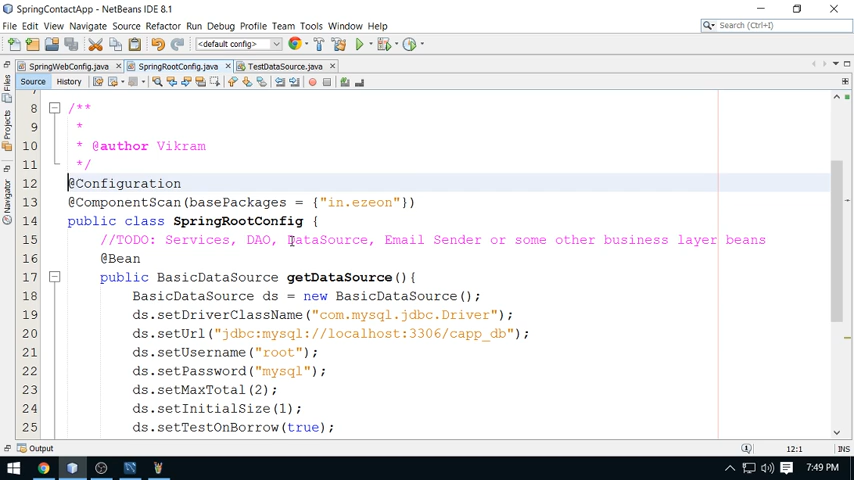 SpringContactApp - NetBeans IDE 8.1
File Edit View Navigate Source Refactor Run Debug Profile Team Tools Window Help
Search (Ctrl+I)
<default config>
SpringWebConfig.java SpringRootConfig.java TestDataSource.java
Source History
Files
Projects
Navigator
8 /**
9 *
10 * @author Vikram
11 */
12 @Configuration
13 @ComponentScan(basePackages = {"in.ezeon"})
14 public class SpringRootConfig {
15 //TODO: Services, DAO, DataSource, Email Sender or some other business layer beans
16 @Bean
17 public BasicDataSource getDataSource(){
18 BasicDataSource ds = new BasicDataSource();
19 ds.setDriverClassName("com.mysql.jdbc.Driver");
20 ds.setUrl("jdbc:mysql://localhost:3306/capp_db");
21 ds.setUsername("root");
22 ds.setPassword("mysql");
23 ds.setMaxTotal(2);
24 ds.setInitialSize(1);
25 ds.setTestOnBorrow(true);
Output
12:1 INS
7:49 PM